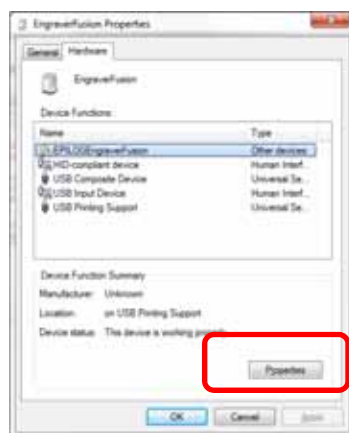 EngraverFusion Properties
General Hardware
EngraverFusion
Device Functions:
Name Type
EPILOGEngraverFusion Other devices
HID-compliant device Human Interf...
USB Composite Device Universal Se...
USB Input Device Human Interf...
USB Printing Support Universal Se...
Device Function Summary
Manufacturer: Unknown
Location: on USB Printing Support
Device status: This device is working properly.
Properties
OK Cancel Apply